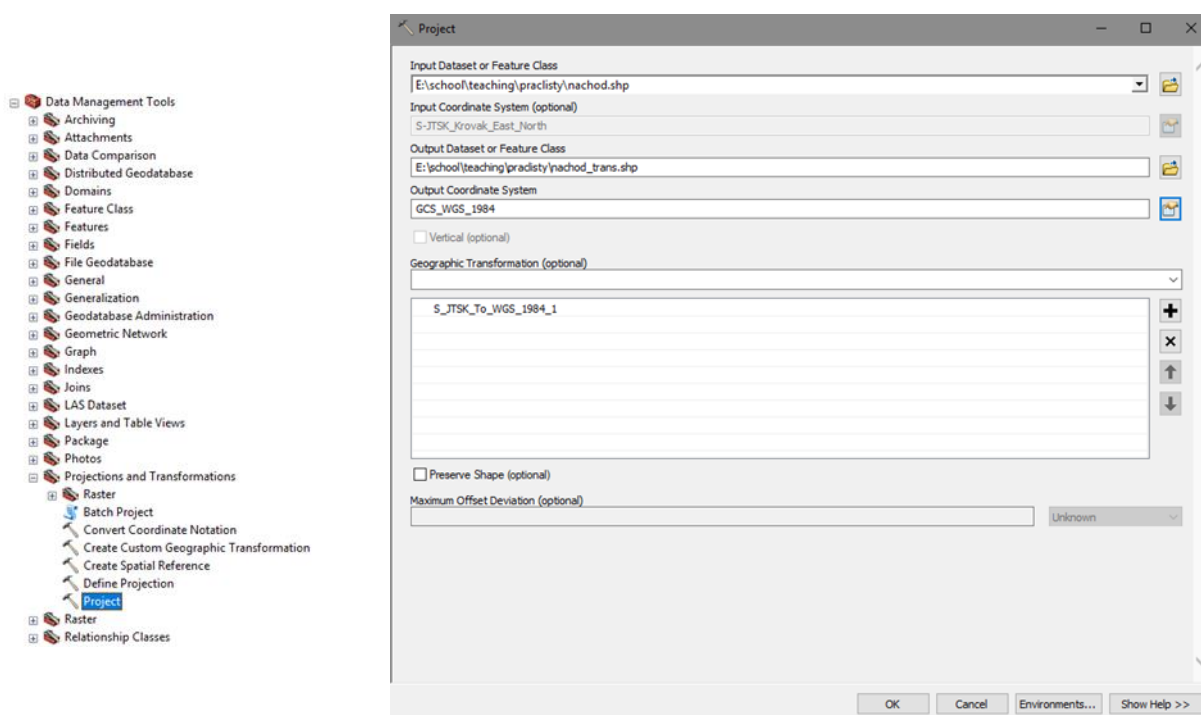 Data Management Tools
Archiving
Attachments
Data Comparison
Distributed Geodatabase
Domains
Feature Class
Features
Fields
File Geodatabase
General
Generalization
Geodatabase Administration
Geometric Network
Graph
Indexes
Joins
LAS Dataset
Layers and Table Views
Package
Photos
Projections and Transformations
Raster
Batch Project
Convert Coordinate Notation
Create Custom Geographic Transformation
Create Spatial Reference
Define Projection
Project
Raster
Relationship Classes
Project
Input Dataset or Feature Class
E:\school\teaching\praclisty\nachod.shp
Input Coordinate System (optional)
S-JTSK_Krovak_East_North
Output Dataset or Feature Class
E:\school\teaching\praclisty\nachod_trans.shp
Output Coordinate System
GCS_WGS_1984
Vertical (optional)
Geographic Transformation (optional)
S_JTSK_To_WGS_1984_1
Preserve Shape (optional)
Maximum Offset Deviation (optional)
Unknown
OK Cancel Environments... Show Help >>